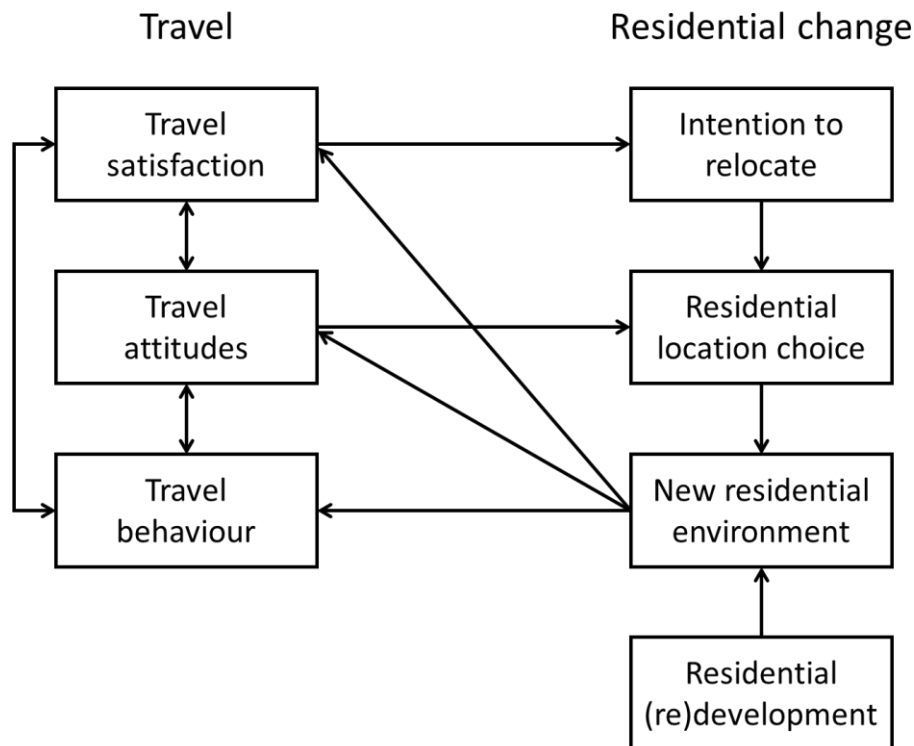 Travel
Residential change
Travel
satisfaction
Intention to
relocate
Travel
attitudes
Residential
location choice
Travel
behaviour
New residential
environment
Residential
(re)development